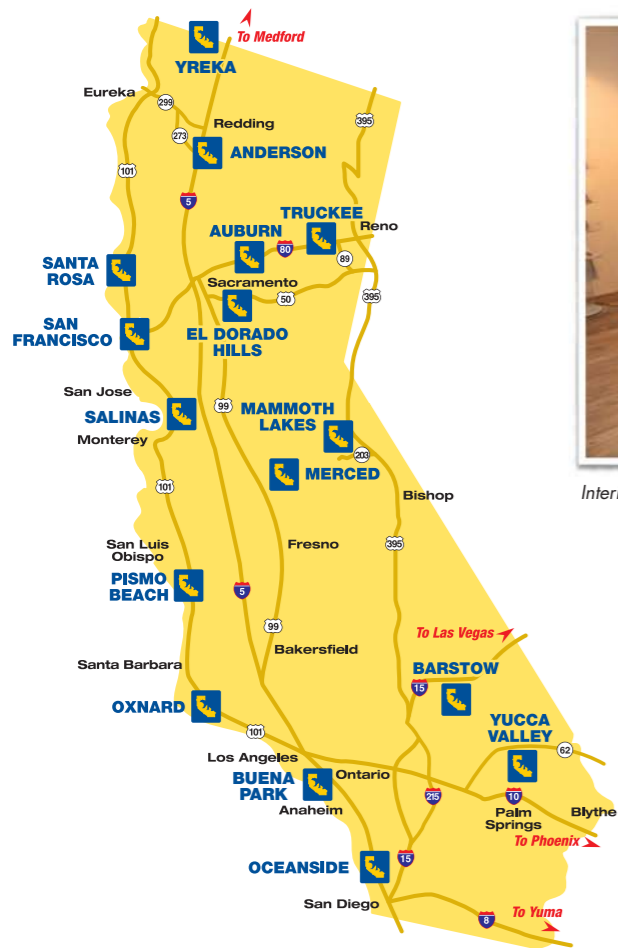 To Medford
YREKA
Eureka
299
395
Redding
273
ANDERSON
101
5
TRUCKEE
Reno
AUBURN
80
89
SANTA
ROSA
Sacramento
50
395
SAN
FRANCISCO
EL DORADO
HILLS
San Jose
99
MAMMOTH
LAKES
SALINAS
Monterey
203
MERCED
101
Bishop
Fresno
395
San Luis
Obispo
PISMO
BEACH
5
99
To Las Vegas
Bakersfield
Santa Barbara
BARSTOW
15
OXNARD
YUCCA
VALLEY
101
62
Los Angeles
Ontario
BUENA
PARK
215
10
Anaheim
Palm
Springs
Blythe
To Phoenix
OCEANSIDE
15
San Diego
To Yuma
8